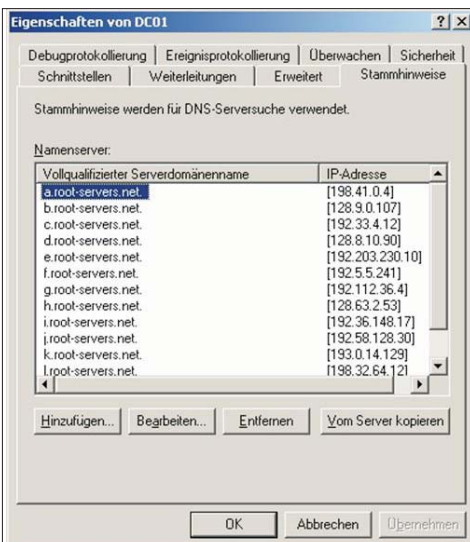 Eigenschaften von DC01
Debugprotokollierung Ereignisprotokollierung Überwachen Sicherheit
Schnittstellen Weiterleitungen Erweitert Stammhinweise
Stammhinweise werden für DNS-Serversuche verwendet.
Namenserver:
Vollqualifizierter Serverdomänenname IP-Adresse
a.root-servers.net. [198.41.0.4]
b.root-servers.net. [128.9.0.107]
c.root-servers.net. [192.33.4.12]
d.root-servers.net. [128.8.10.90]
e.root-servers.net. [192.203.230.10]
f.root-servers.net. [192.5.5.241]
g.root-servers.net. [192.112.36.4]
h.root-servers.net. [128.63.2.53]
i.root-servers.net. [192.36.148.17]
j.root-servers.net. [192.58.128.30]
k.root-servers.net. [193.0.14.129]
l.root-servers.net. [198.32.64.12]
Hinzufügen... Bearbeiten... Entfernen Vom Server kopieren
OK Abbrechen Übernehmen